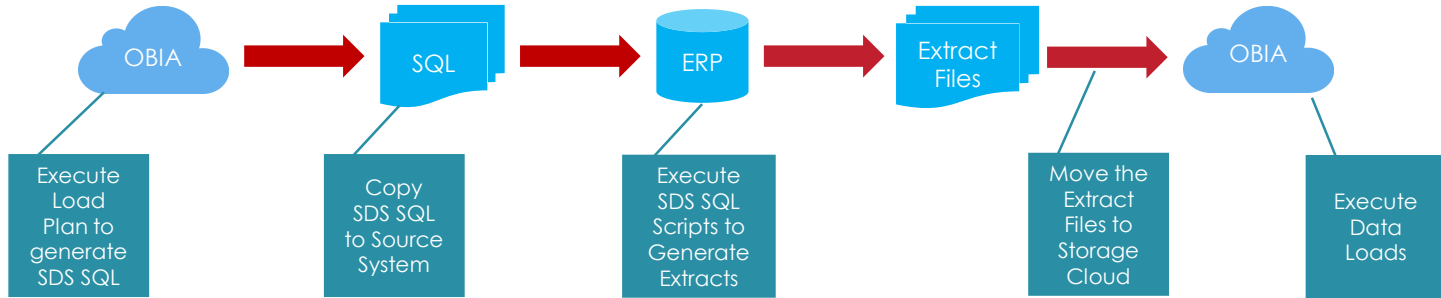 OBIA
SQL
ERP
Extract
Files
OBIA
Execute
Load
Plan to
generate
SDS SQL
Copy
SDS SQL
to Source
System
Execute
SDS SQL
Scripts to
Generate
Extracts
Move the
Extract
Files to
Storage
Cloud
Execute
Data
Loads